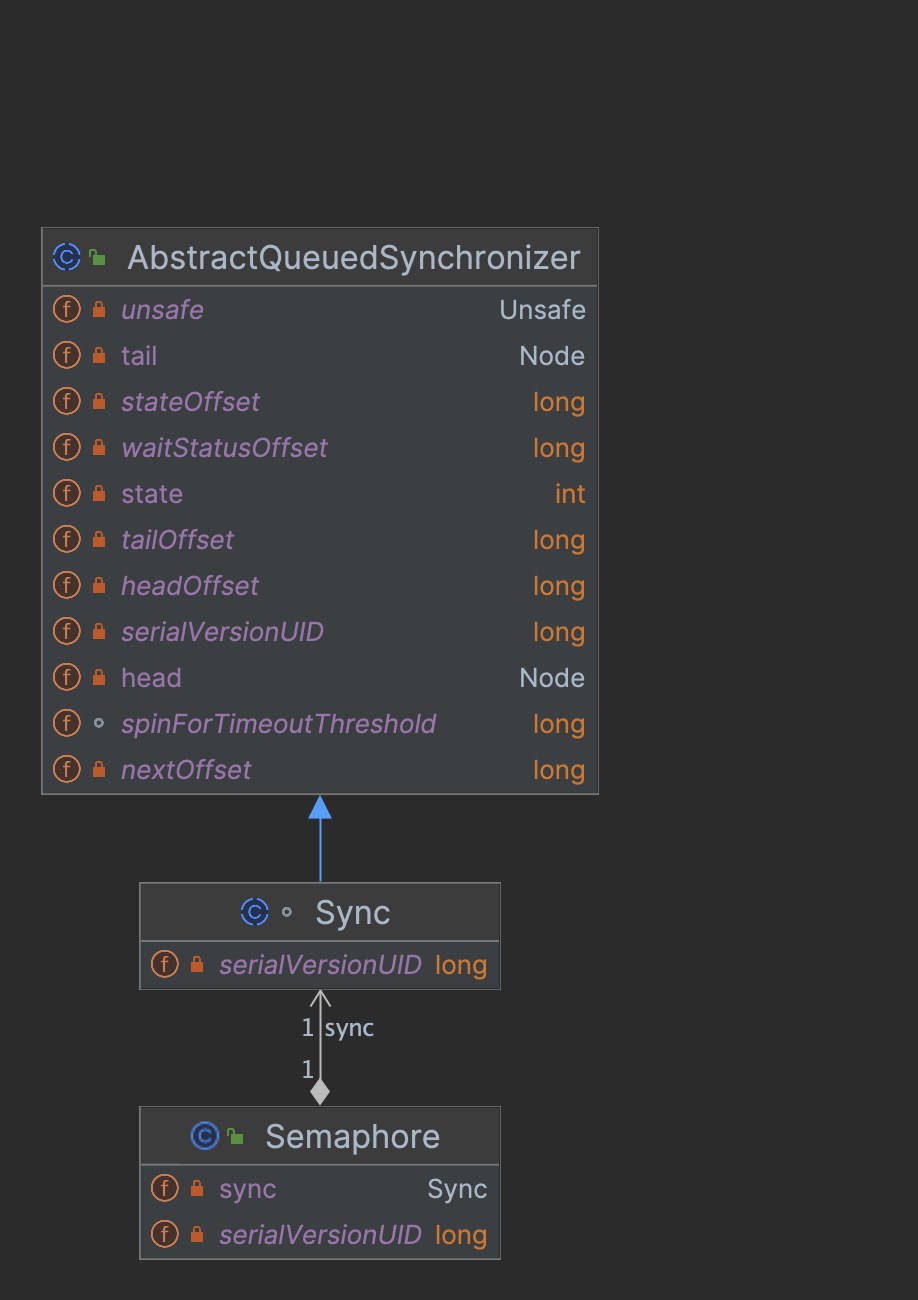 AbstractQueuedSynchronizer
unsafe Unsafe
tail Node
stateOffset long
waitStatusOffset long
state int
tailOffset long
headOffset long
serialVersionUID long
head Node
spinForTimeoutThreshold long
nextOffset long
Sync
serialVersionUID long
1 sync
1
Semaphore
sync Sync
serialVersionUID long